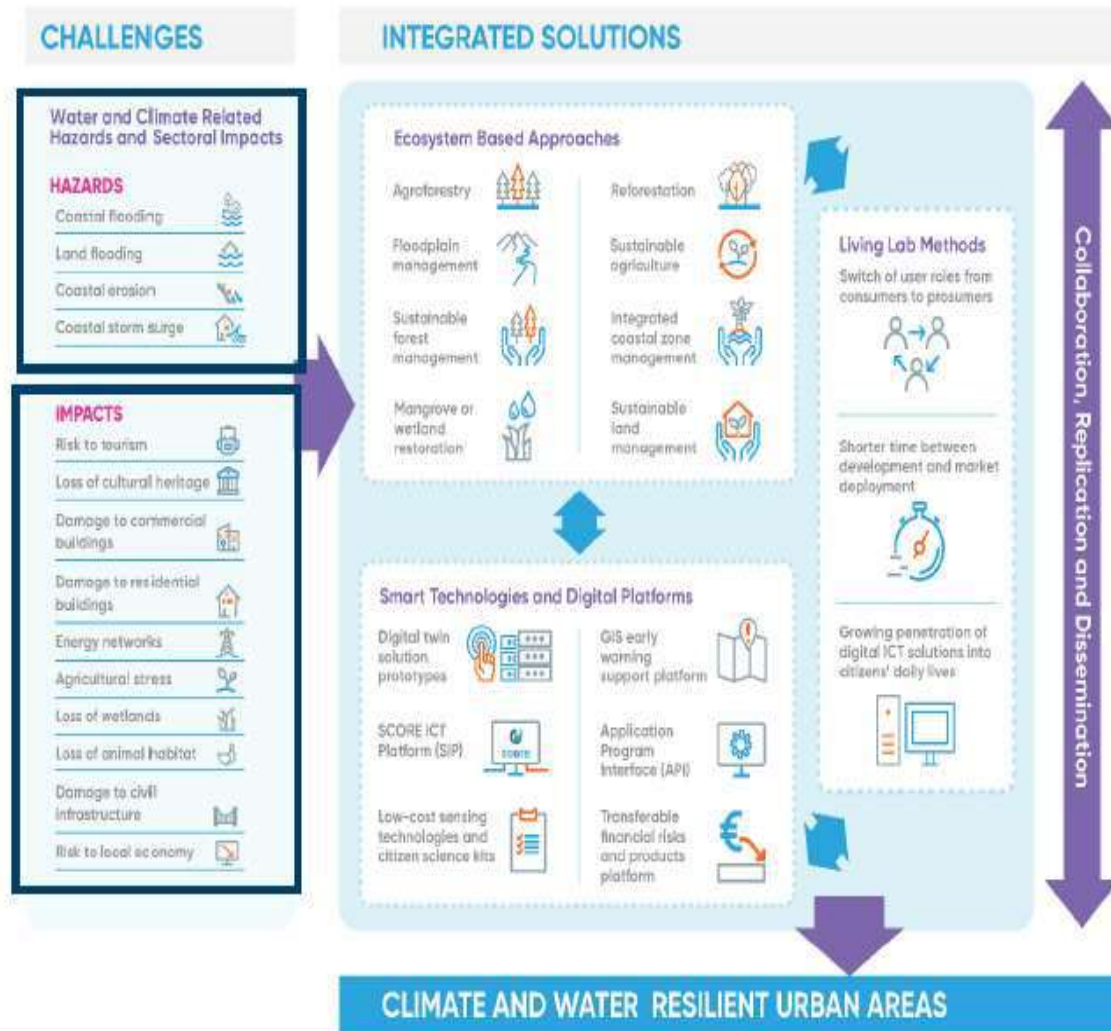 CHALLENGES
Water and Climate Related
Hazards and Sectoral Impacts
HAZARDS
Coastal flooding
Land flooding
Coastal erosion
Coastal storm surge
IMPACTS
Risk to tourism
Loss of cultural heritage
Damage to commercial
buildings
Damage to residential
buildings
Energy networks
Agricultural stress
Loss of wetlands
Loss of animal habitat
Damage to civil
infrastructure
Risk to local economy
INTEGRATED SOLUTIONS
Ecosystem Based Approaches
Agroforestry
Reforestation
Floodplain
management
Sustainable
agriculture
Sustainable
forest
management
Integrated
coastal zone
management
Mangrove or
wetland
restoration
Sustainable
land
management
Smart Technologies and Digital Platforms
Digital twin
solution
prototypes
GIS early
warning
support platform
SCORE ICT
Platform (SIP)
SCORE
Application
Program
Interface (API)
Low-cost sensing
technologies and
citizen science kits
Transferable
financial risks
and products
platform
€
Living Lab Methods
Switch of user roles from
consumers to prosumers
Shorter time between
development and market
deployment
Growing penetration of
digital ICT solutions into
citizens' daily lives
Collaboration, Replication and Dissemination
CLIMATE AND WATER RESILIENT URBAN AREAS